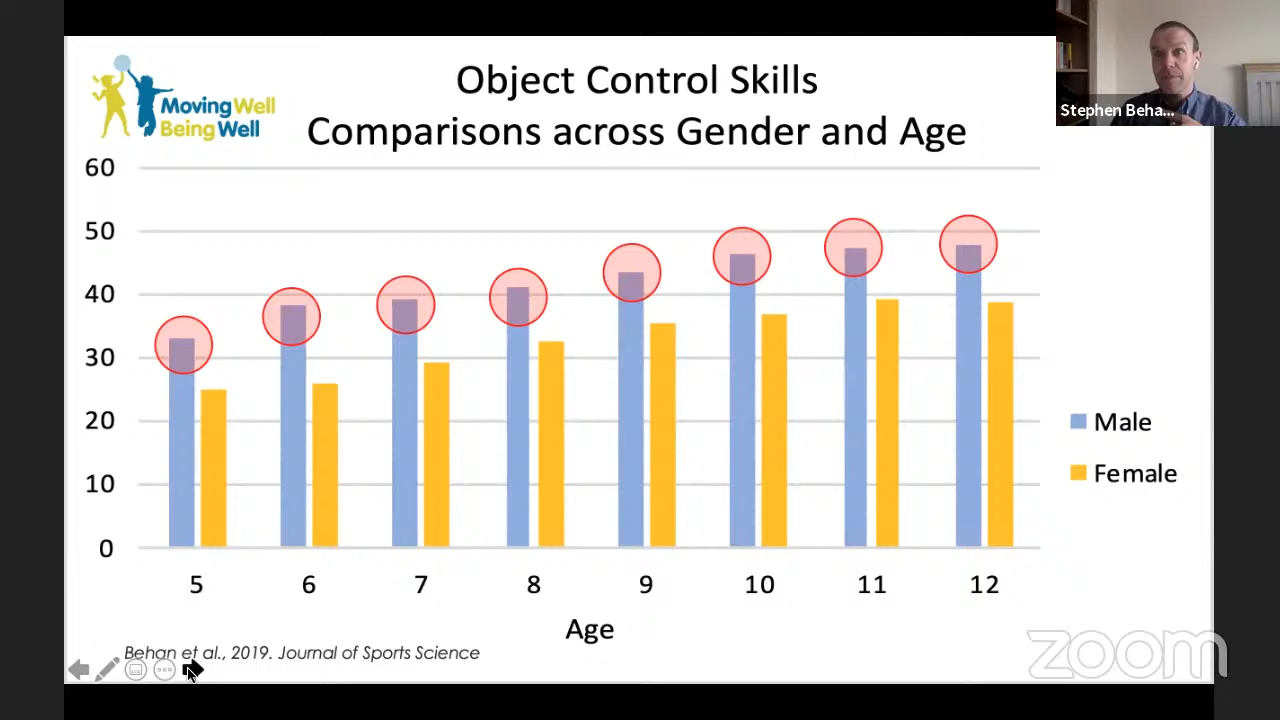 Moving Well
Being Well
Object Control Skills
Comparisons across Gender and Age
Stephen Beha...
60
50
40
30
20
10
0
5 6 7 8 9 10 11 12
Age
Male
Female
Behan et al., 2019. Journal of Sports Science
zoom